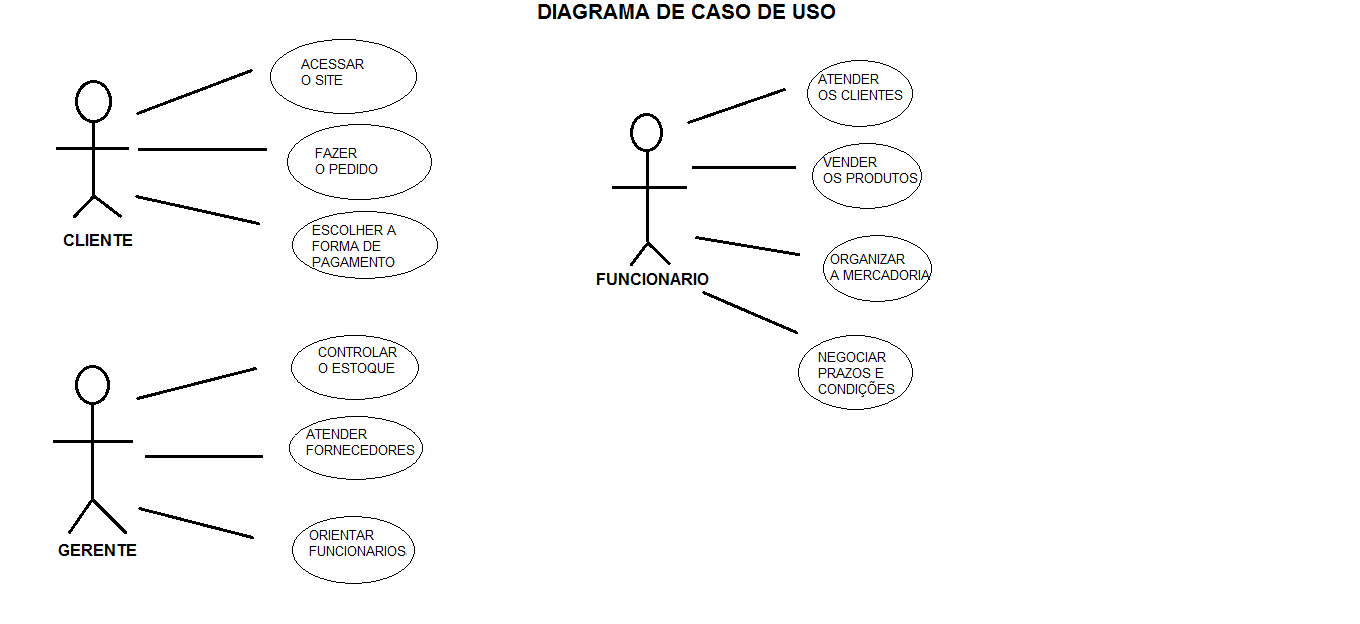 DIAGRAMA DE CASO DE USO
ACESSAR
O SITE
FAZER
O PEDIDO
ESCOLHER A
FORMA DE
PAGAMENTO
CLIENTE
ATENDER
OS CLIENTES
VENDER
OS PRODUTOS
ORGANIZAR
A MERCADORIA
NEGOCIAR
PRAZOS E
CONDIÇÕES
FUNCIONARIO
CONTROLAR
O ESTOQUE
ATENDER
FORNECEDORES
ORIENTAR
FUNCIONARIOS
GERENTE